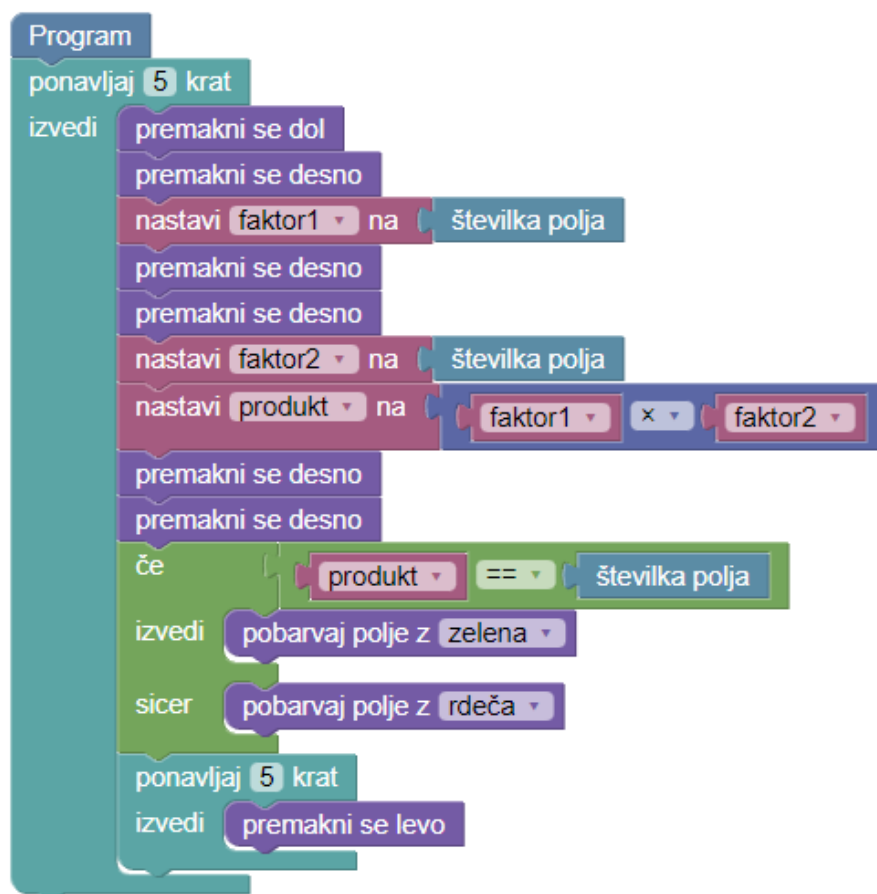 Program
ponavljaj 5 krat
izvedi premakni se dol
premakni se desno
nastavi faktor1 na številka polja
premakni se desno
premakni se desno
nastavi faktor2 na številka polja
nastavi produkt na faktor1 × faktor2
premakni se desno
premakni se desno
če produkt == številka polja
izvedi pobarvaj polje z zelena
sicer pobarvaj polje z rdeča
ponavljaj 5 krat
izvedi premakni se levo